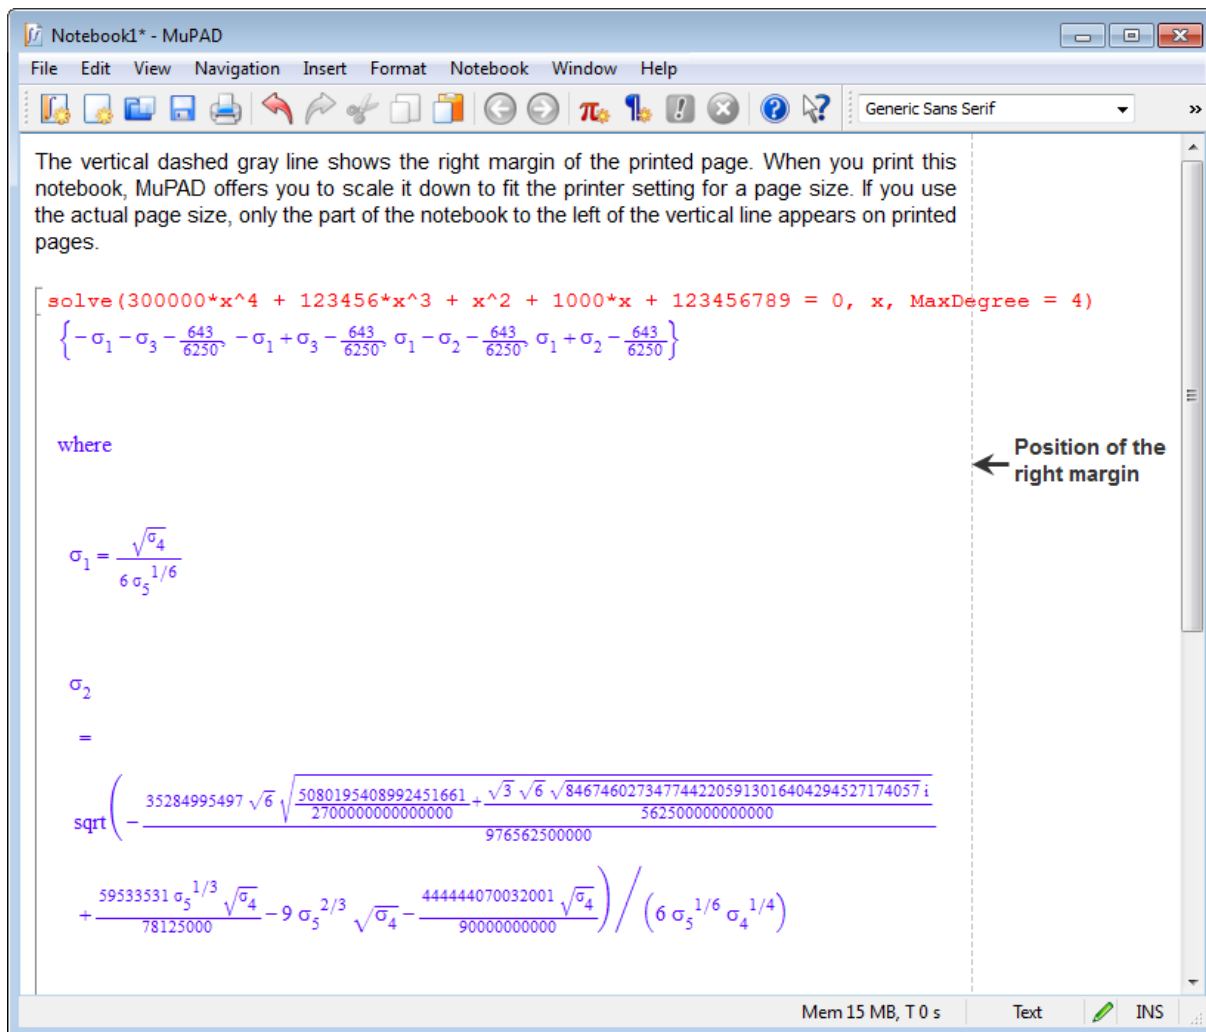 Notebook1* - MuPAD
File Edit View Navigation Insert Format Notebook Window Help
Generic Sans Serif
»
The vertical dashed gray line shows the right margin of the printed page. When you print this
notebook, MuPAD offers you to scale it down to fit the printer setting for a page size. If you use
the actual page size, only the part of the notebook to the left of the vertical line appears on printed
pages.
solve(300000*x^4 + 123456*x^3 + x^2 + 1000*x + 123456789 = 0, x, MaxDegree = 4)
{-σ₁ - σ₃ - 643/6250, -σ₁ + σ₃ - 643/6250, σ₁ - σ₂ - 643/6250, σ₁ + σ₂ - 643/6250}
where
Position of the
right margin
σ₁ = √σ₄ / (6 σ₅^1/6)
σ₂
=
sqrt(- 35284995497 √6 √(5080195408992451661/2700000000000000 + √3 √6 √846746027347744220591301640429452717405​7 i/562500000000000) / 976562500000
+ 59533531 σ₅^1/3 √σ₄/78125000 - 9 σ₅^2/3 √σ₄ - 444444070032001 √σ₄/90000000000) / (6 σ₅^1/6 σ₄^1/4)
Mem 15 MB, T 0 s Text INS